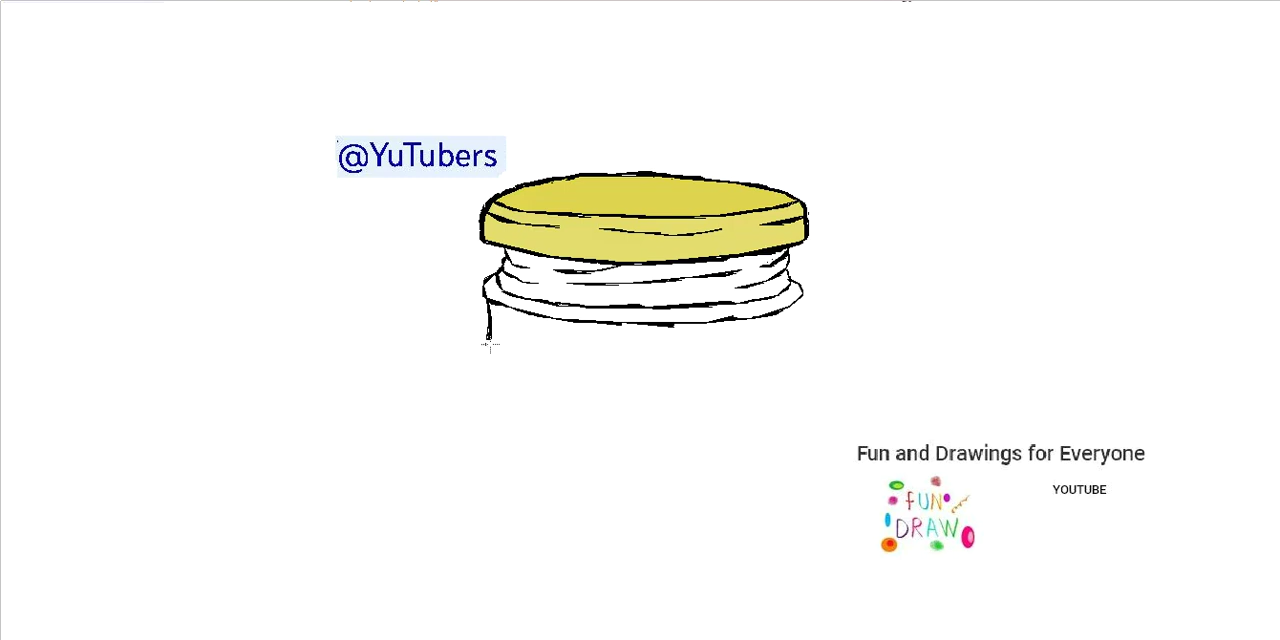 @YuTubers
Fun and Drawings for Everyone
YOUTUBE
FUN
DRAW